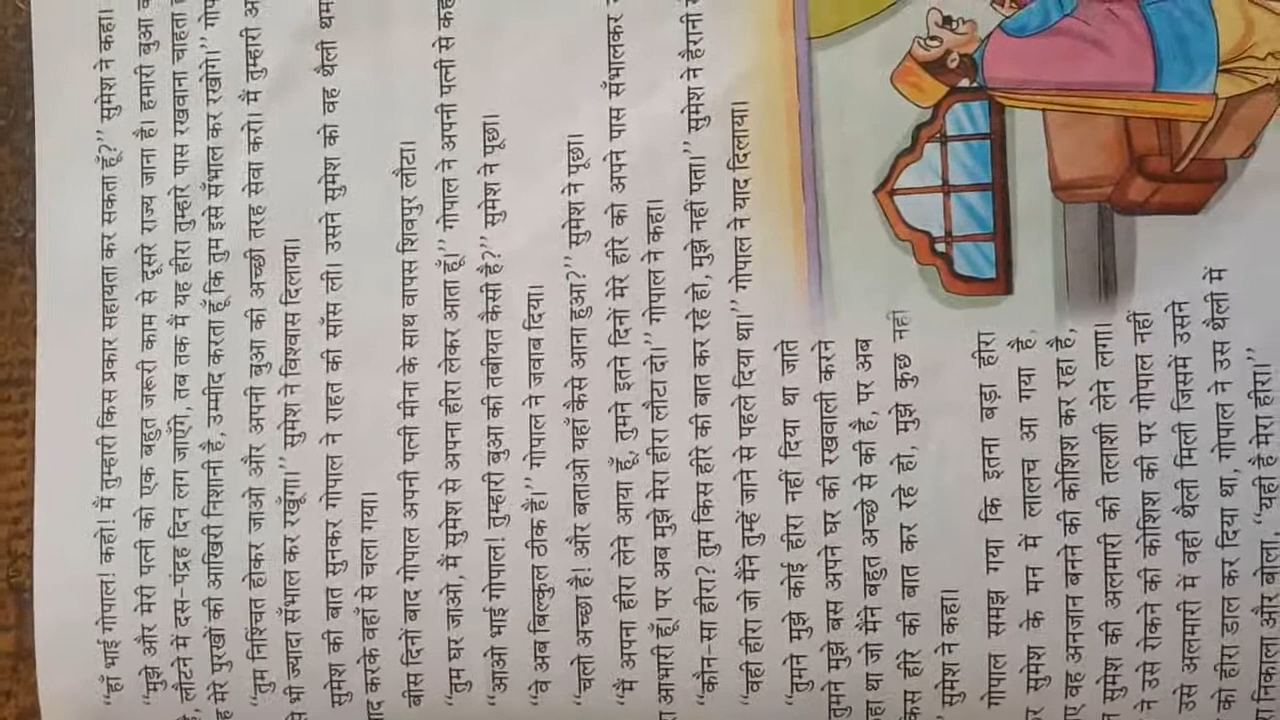 "हाँ भाई गोपाल! कहो! मैं तुम्हारी किस प्रकार सहायता कर सकता हूँ?" सुमेश ने कहा।
"मुझे और मेरी पत्नी को एक बहुत जरूरी काम से दूसरे राज्य जाना है। हमारी बुआ
लौटने में दस-पंद्रह दिन लग जाएँगे, तब तक मैं यह हीरा तुम्हारे पास रखवाना चाहता
मेरे पुरखों की आखिरी निशानी है, उम्मीद करता हूँ कि तुम इसे सँभाल कर रखोगे।"
"तुम निश्चिंत होकर जाओ और अपनी बुआ की अच्छी तरह सेवा करो। मैं तुम्हारी
से भी ज्यादा सँभाल कर रखूँगा।" सुमेश ने विश्वास दिलाया।
सुमेश की बात सुनकर गोपाल ने राहत की साँस ली। उसने सुमेश को वह थैली
करके वहाँ से चला गया।
बीस दिनों बाद गोपाल अपनी पत्नी मीना के साथ वापस शिवपुर लौटा।
"तुम घर जाओ, मैं सुमेश से अपना हीरा लेकर आता हूँ।" गोपाल ने अपनी पत्नी से
"आओ भाई गोपाल! तुम्हारी बुआ की तबीयत कैसी है?" सुमेश ने पूछा।
"वे अब बिल्कुल ठीक हैं।" गोपाल ने जवाब दिया।
"चलो अच्छा है! और बताओ यहाँ कैसे आना हुआ?" सुमेश ने पूछा।
"मैं अपना हीरा लेने आया हूँ, तुमने इतने दिनों मेरे हीरे को अपने पास सँभालकर
आभारी हूँ। पर अब मुझे मेरा हीरा लौटा दो।" गोपाल ने कहा।
"कौन-सा हीरा? तुम किस हीरे की बात कर रहे हो, मुझे नहीं पता।" सुमेश ने हैरानी
"वही हीरा जो मैंने तुम्हें जाने से पहले दिया था।" गोपाल ने याद दिलाया।
"तुमने मुझे कोई हीरा नहीं दिया था जाते
तुमने मुझे बस अपने घर की रखवाली करने
था जो मैंने बहुत अच्छे से की है, पर अब
हीरे की बात कर रहे हो, मुझे कुछ नहीं
सुमेश ने कहा।
गोपाल समझ गया कि इतना बड़ा हीरा
सुमेश के मन में लालच आ गया है,
वह अनजान बनने की कोशिश कर रहा है,
सुमेश की अलमारी की तलाशी लेने लगा।
ने उसे रोकने की कोशिश की पर गोपाल नहीं
उसे अलमारी में वही थैली मिली जिसमें उसने
को हीरा डाल कर दिया था, गोपाल ने उस थैली में
निकाला और बोला, "यही है मेरा हीरा।"